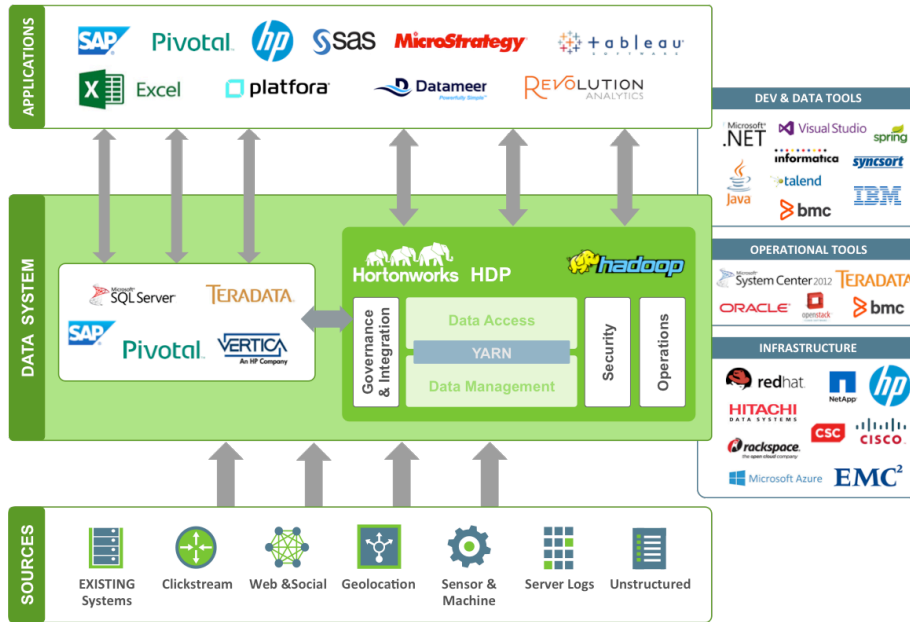 APPLICATIONS
SAP Pivotal hp sas MicroStrategy tableau
SOFTWARE
Excel platfora Datameer REVOLUTION
Powerfully Simple ANALYTICS
DATA SYSTEM
Microsoft
SQL Server TERADATA
SAP Pivotal VERTICA
An HP Company
Hortonworks HDP hadoop
Governance
& Integration
Data Access
YARN
Data Management
Security
Operations
SOURCES
EXISTING
Systems
Clickstream
Web &Social
Geolocation
Sensor &
Machine
Server Logs
Unstructured
DEV & DATA TOOLS
Microsoft
.NET Visual Studio spring
informatica syncsort
Java talend IBM
bmc
OPERATIONAL TOOLS
Microsoft
System Center 2012 TERADATA
ORACLE openstack bmc
INFRASTRUCTURE
redhat NetApp hp
HITACHI
DATA SYSTEMS
CSC CISCO
rackspace
the open cloud company
Microsoft Azure EMC²